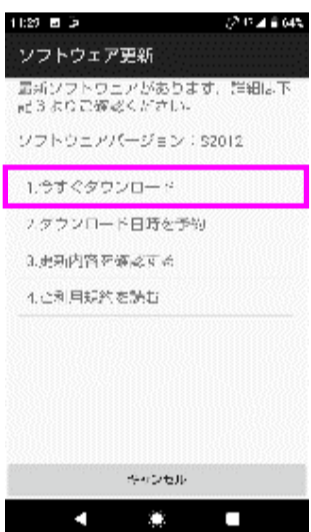 11:29
64%
ソフトウェア更新
最新ソフトウェアがあります。詳細は下
記3よりご確認ください。
ソフトウェアバージョン：S2012
1.今すぐダウンロード
2.ダウンロード日時を予約
3.更新内容を確認する
4.ご利用規約を読む
キャンセル